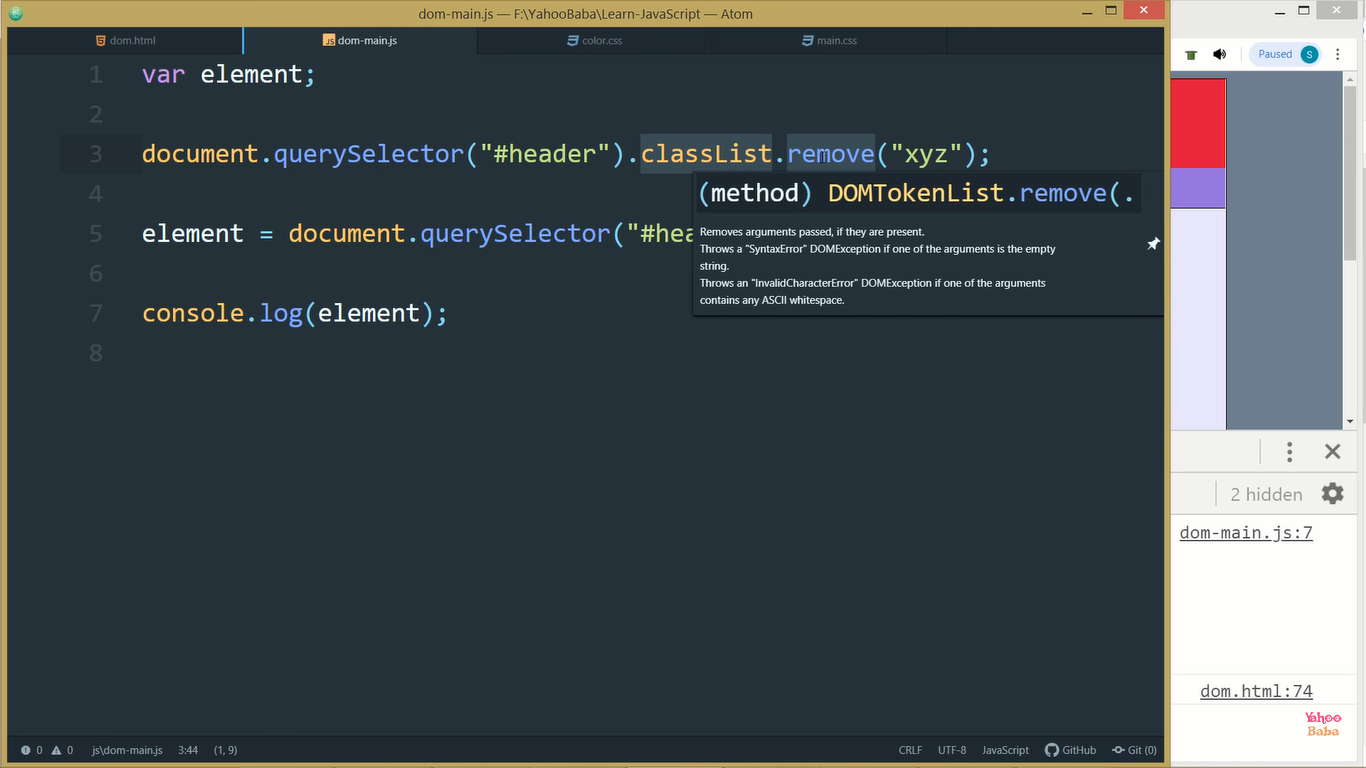 dom-main.js — F:\YahooBaba\Learn-JavaScript — Atom
dom.html
dom-main.js
color.css
main.css
Paused
S
1 var element;
2
3 document.querySelector("#header").classList.remove("xyz");
(method) DOMTokenList.remove(.
Removes arguments passed, if they are present.
Throws a "SyntaxError" DOMException if one of the arguments is the empty
string.
Throws an "InvalidCharacterError" DOMException if one of the arguments
contains any ASCII whitespace.
4
5 element = document.querySelector("#hea
6
7 console.log(element);
8
2 hidden
dom-main.js:7
dom.html:74
Yahoo
Baba
0 0 js\dom-main.js 3:44 (1, 9)
CRLF UTF-8 JavaScript GitHub Git (0)